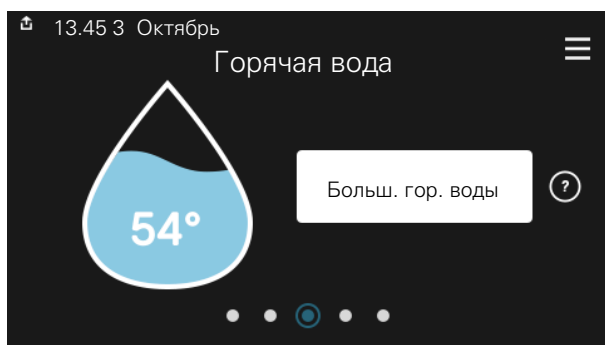 13.45 3 Октябрь
Горячая вода
54°
Больш. гор. воды
?